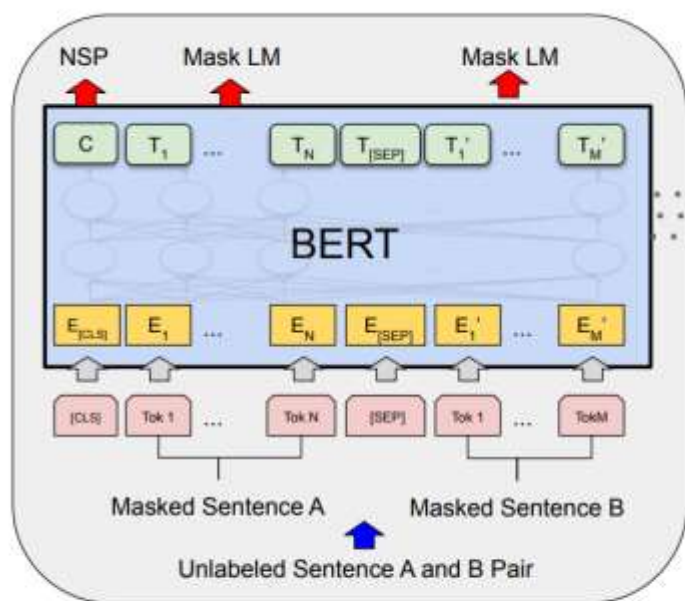 NSP Mask LM Mask LM
C T1 ... TN T[SEP] T1' ... TM'
BERT
E[CLS] E1 ... EN E[SEP] E1' ... EM'
[CLS] Tok 1 ... Tok N [SEP] Tok 1 ... TokM
Masked Sentence A Masked Sentence B
Unlabeled Sentence A and B Pair